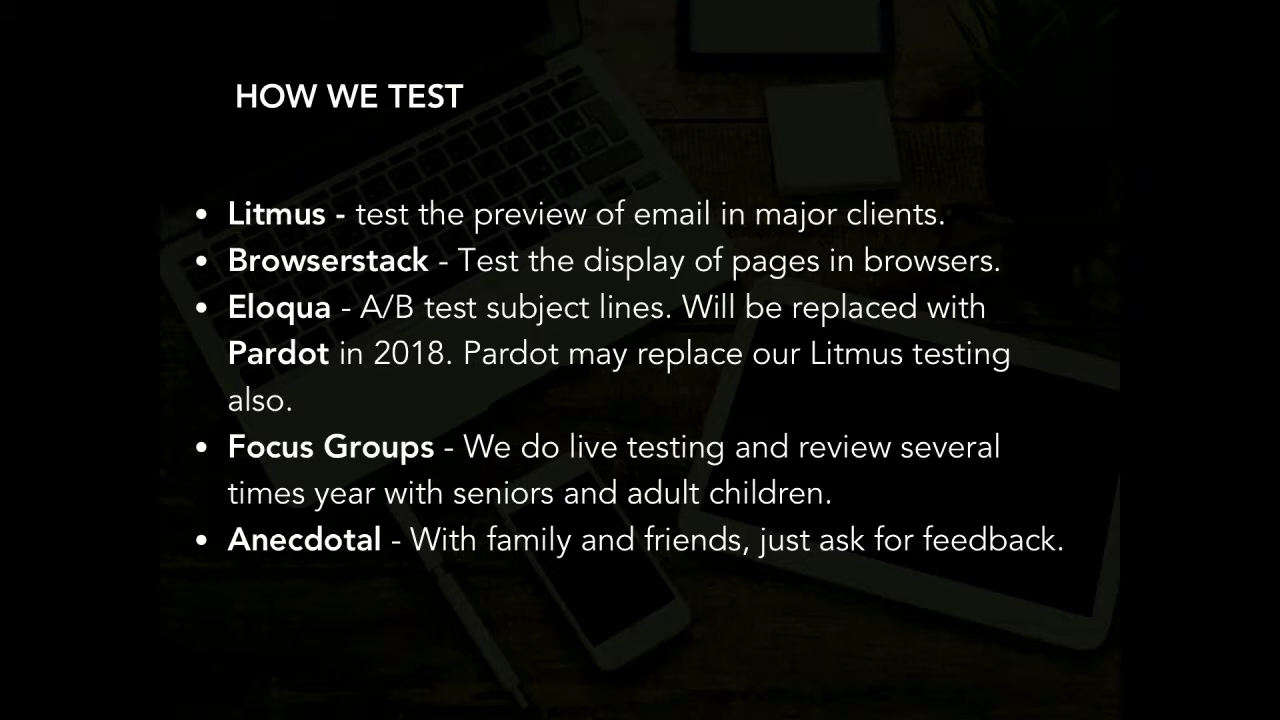 HOW WE TEST
• Litmus - test the preview of email in major clients.
• Browserstack - Test the display of pages in browsers.
• Eloqua - A/B test subject lines. Will be replaced with
Pardot in 2018. Pardot may replace our Litmus testing
also.
• Focus Groups - We do live testing and review several
times year with seniors and adult children.
• Anecdotal - With family and friends, just ask for feedback.